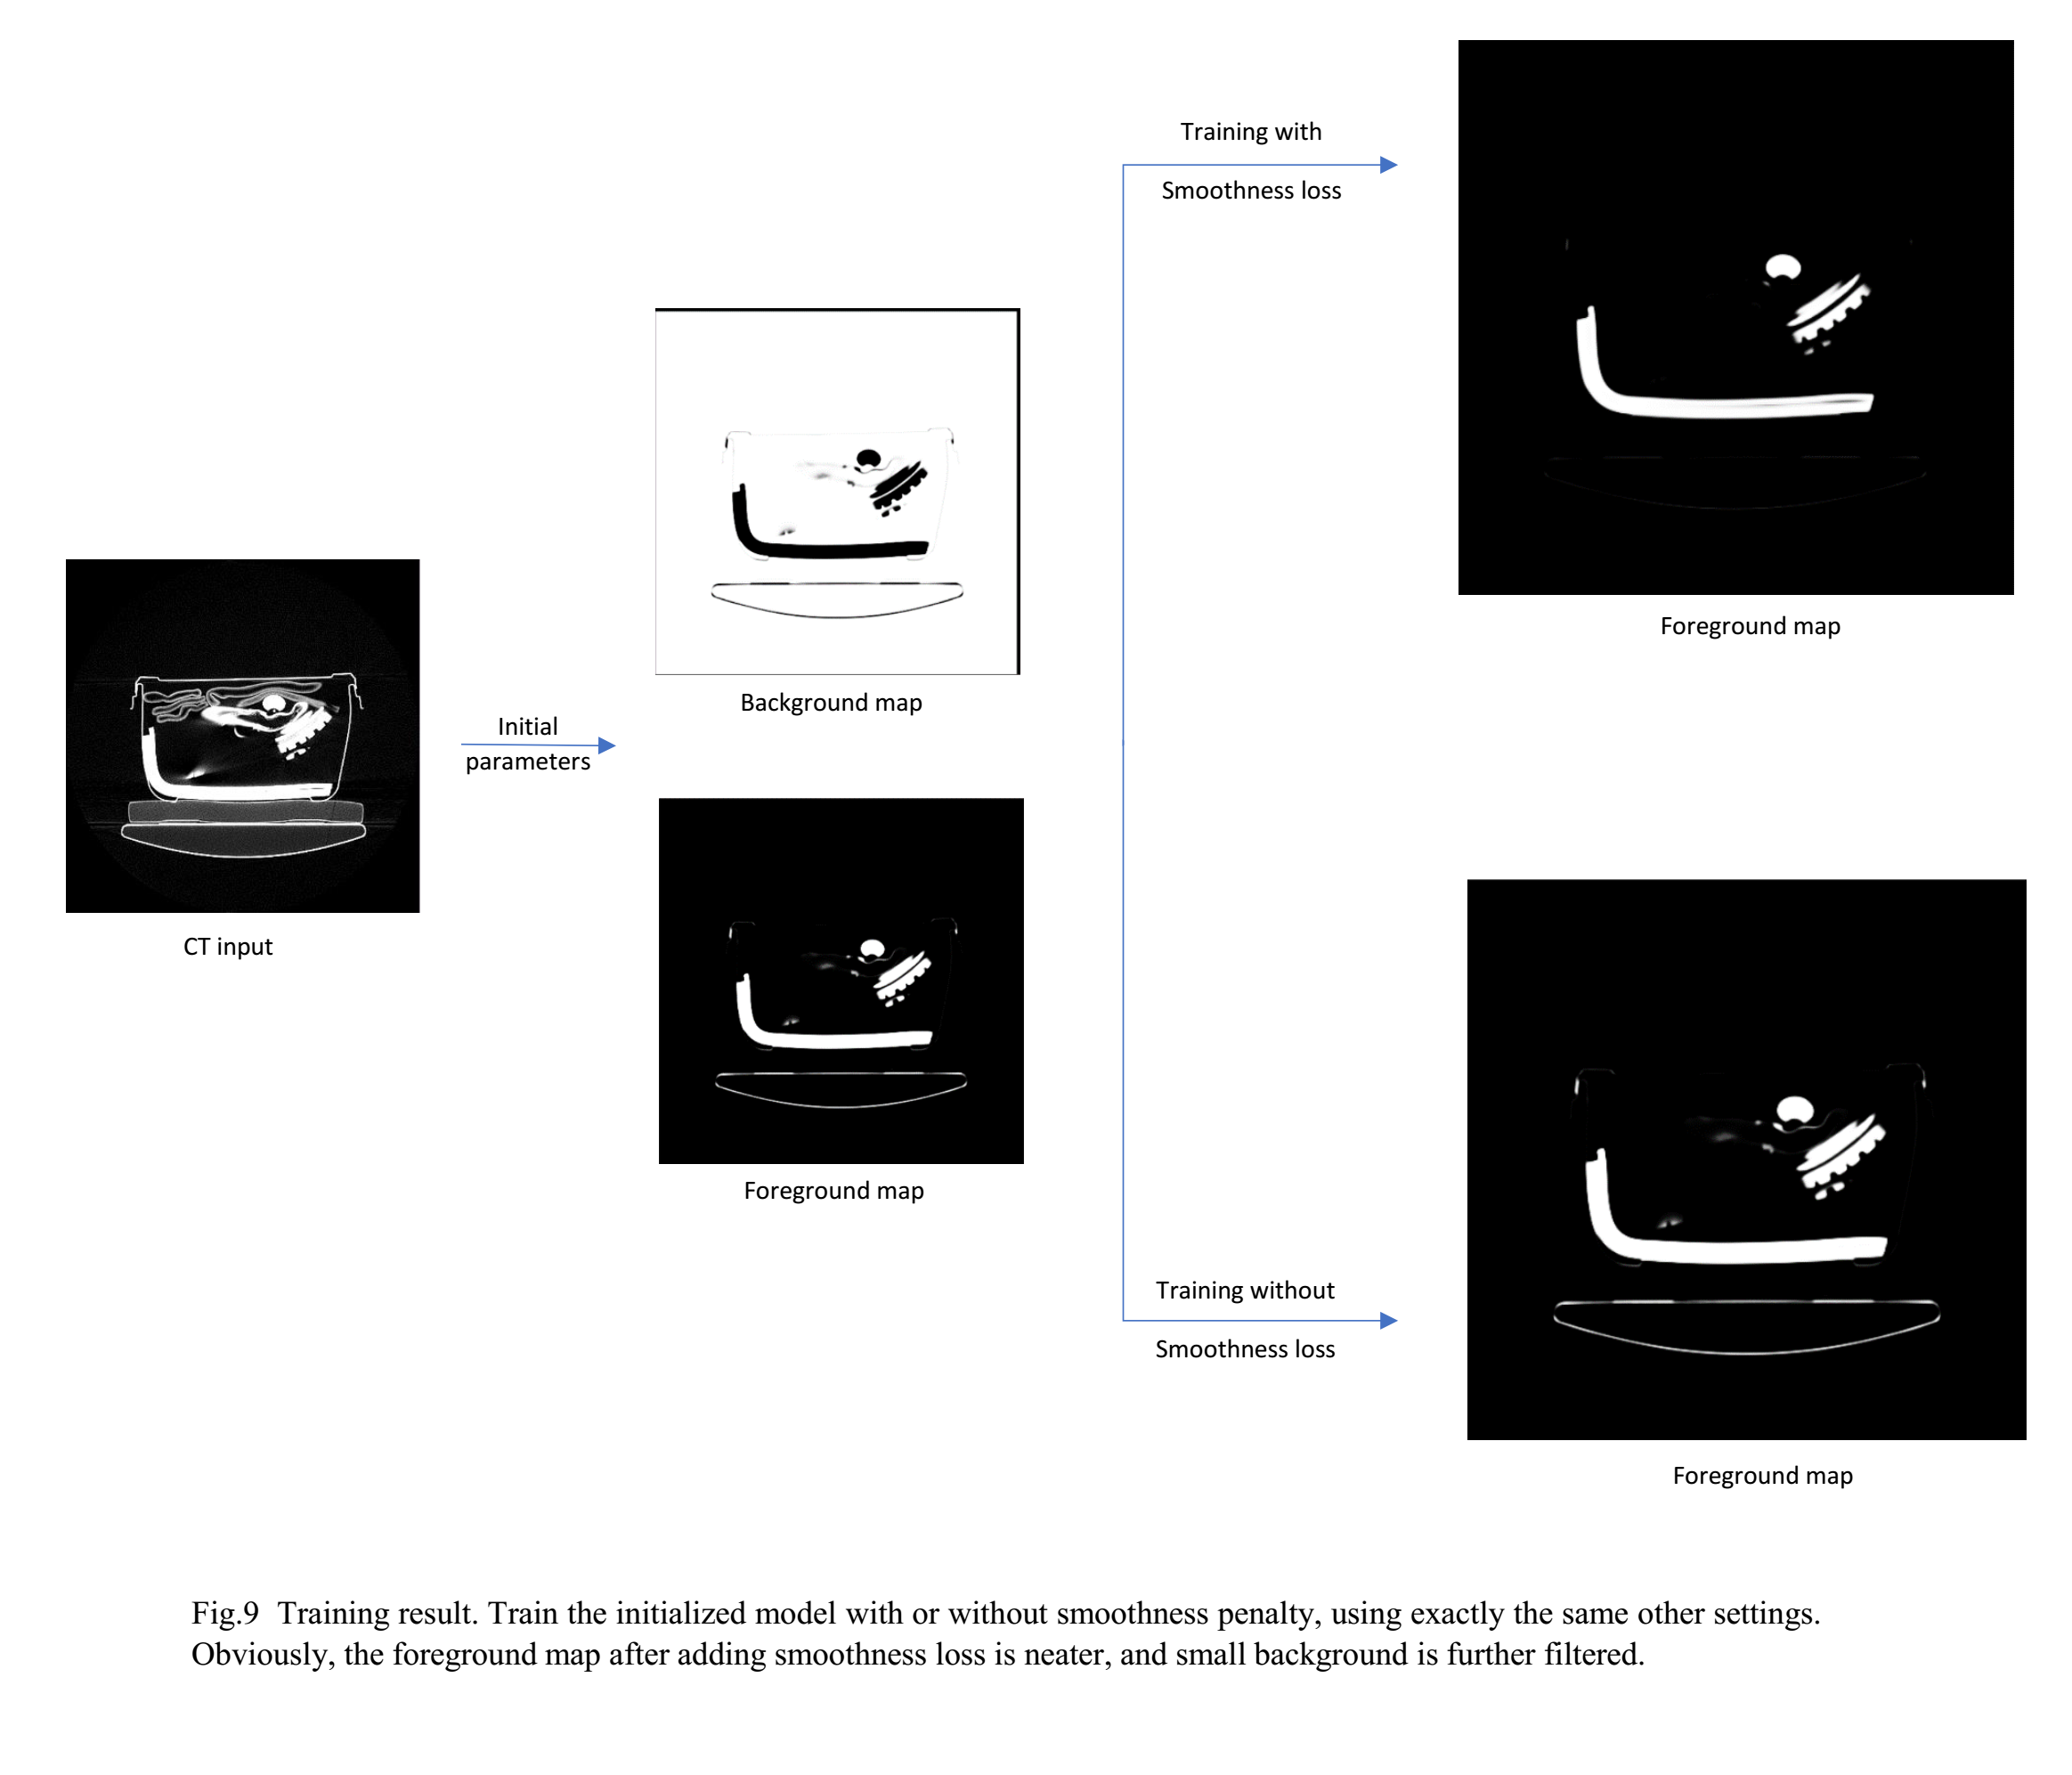 CT input
Initial
parameters
Background map
Foreground map
Training with
Smoothness loss
Foreground map
Training without
Smoothness loss
Foreground map
Fig.9 Training result. Train the initialized model with or without smoothness penalty, using exactly the same other settings.
Obviously, the foreground map after adding smoothness loss is neater, and small background is further filtered.